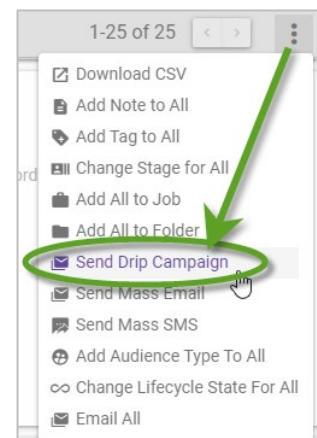 1-25 of 25
Download CSV
Add Note to All
Add Tag to All
ord
Change Stage for All
Add All to Job
Add All to Folder
Send Drip Campaign
Send Mass Email
Send Mass SMS
Add Audience Type To All
Change Lifecycle State For All
Email All